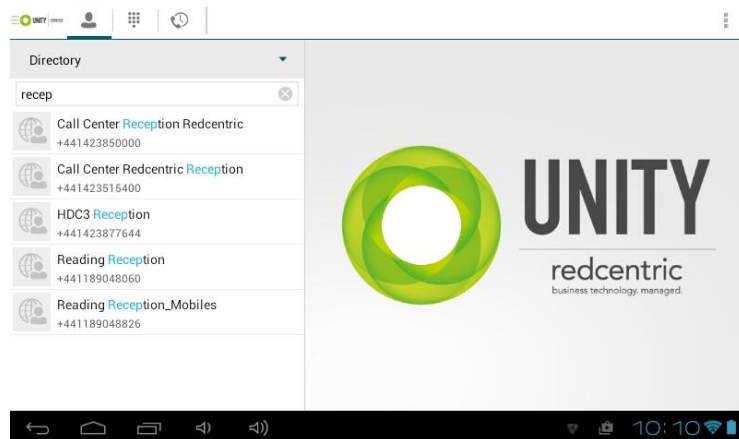 UNITY
Directory
recep
Call Center Reception Redcentric
+441423850000
Call Center Redcentric Reception
+441423515400
HDC3 Reception
+441423877644
Reading Reception
+441189048060
Reading Reception_Mobiles
+441189048826
UNITY
redcentric
business technology. managed.
10:10